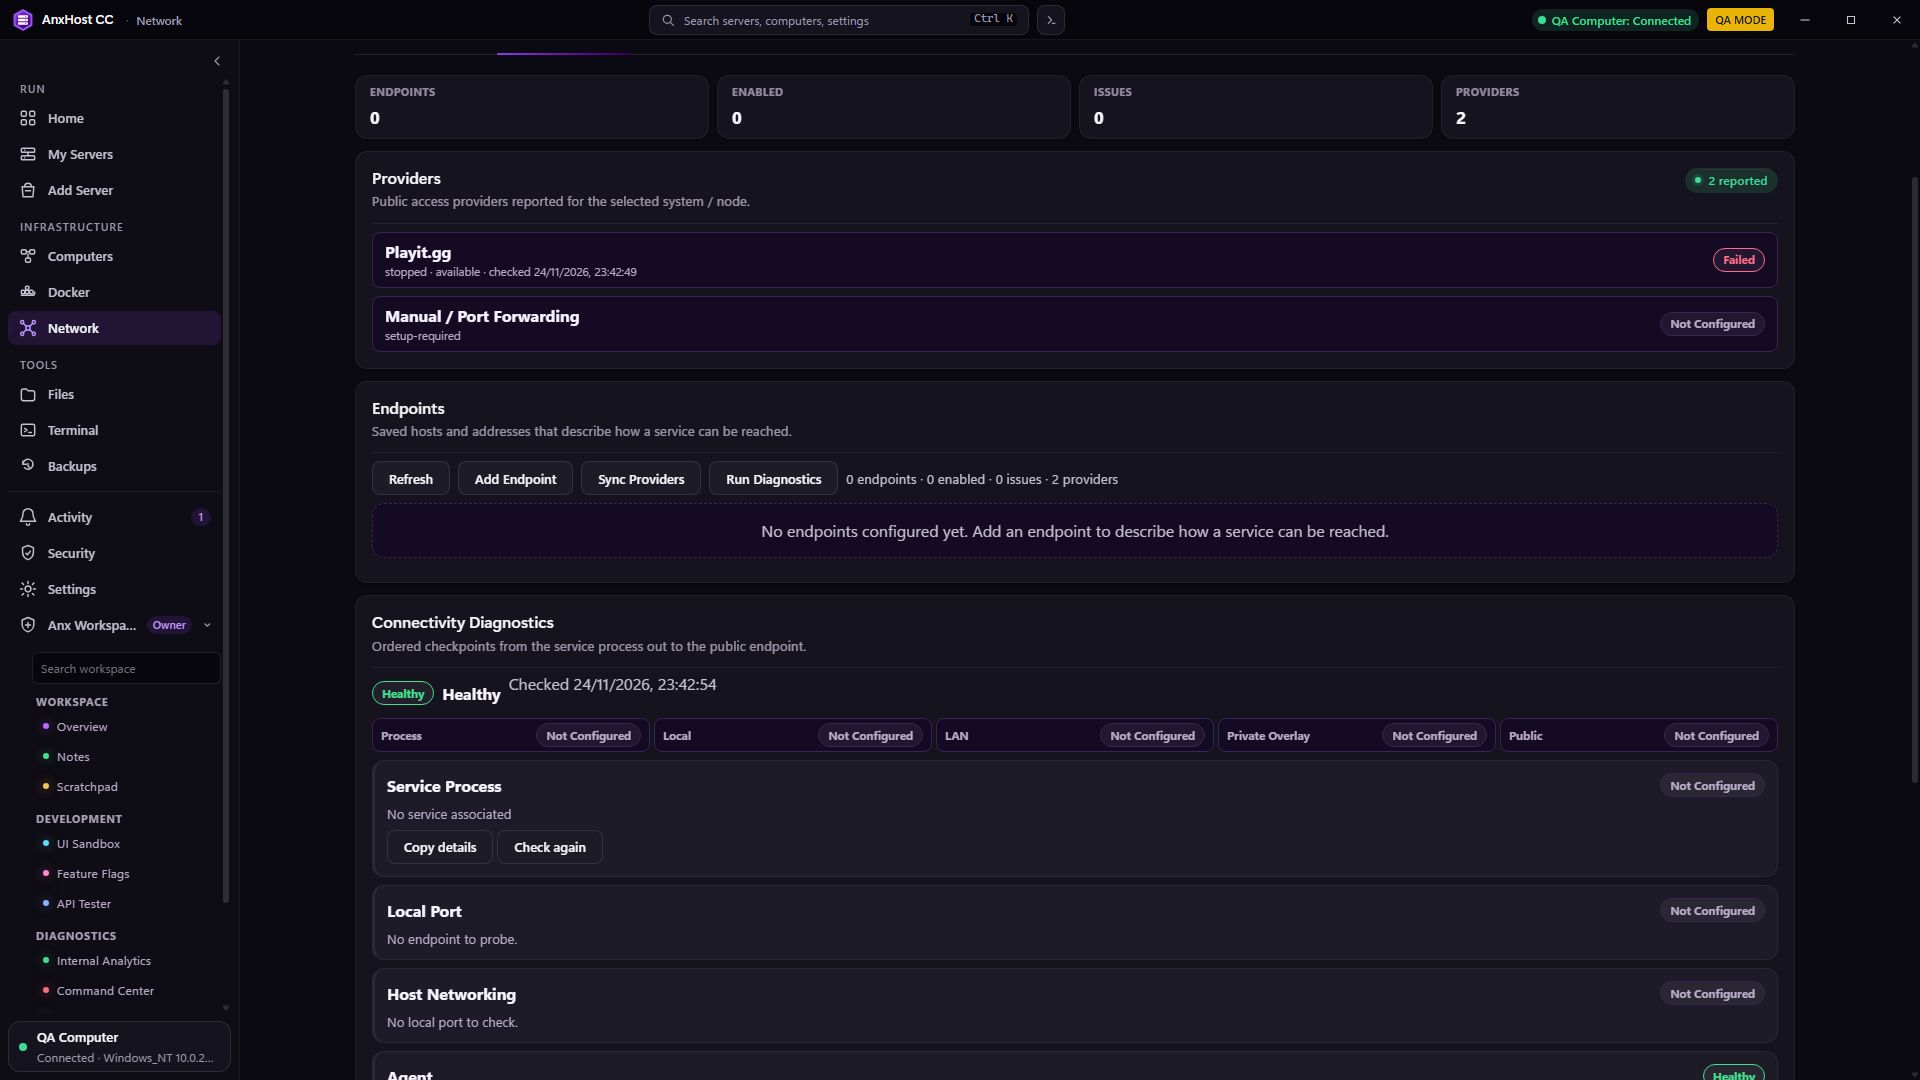 AnxHost CC · Network
Search servers, computers, settings Ctrl K
QA Computer: Connected
QA MODE
RUN
Home
My Servers
Add Server
INFRASTRUCTURE
Computers
Docker
Network
TOOLS
Files
Terminal
Backups
Activity 1
Security
Settings
Anx Workspa... Owner
Search workspace
WORKSPACE
Overview
Notes
Scratchpad
DEVELOPMENT
UI Sandbox
Feature Flags
API Tester
DIAGNOSTICS
Internal Analytics
Command Center
QA Computer
Connected · Windows_NT 10.0.2...
ENDPOINTS
0
ENABLED
0
ISSUES
0
PROVIDERS
2
Providers
Public access providers reported for the selected system / node.
2 reported
Playit.gg
stopped · available · checked 24/11/2026, 23:42:49
Failed
Manual / Port Forwarding
setup-required
Not Configured
Endpoints
Saved hosts and addresses that describe how a service can be reached.
Refresh Add Endpoint Sync Providers Run Diagnostics 0 endpoints · 0 enabled · 0 issues · 2 providers
No endpoints configured yet. Add an endpoint to describe how a service can be reached.
Connectivity Diagnostics
Ordered checkpoints from the service process out to the public endpoint.
Healthy Healthy Checked 24/11/2026, 23:42:54
Process Not Configured Local Not Configured LAN Not Configured Private Overlay Not Configured Public Not Configured
Service Process
Not Configured
No service associated
Copy details Check again
Local Port
Not Configured
No endpoint to probe.
Host Networking
Not Configured
No local port to check.
Agent
Healthy